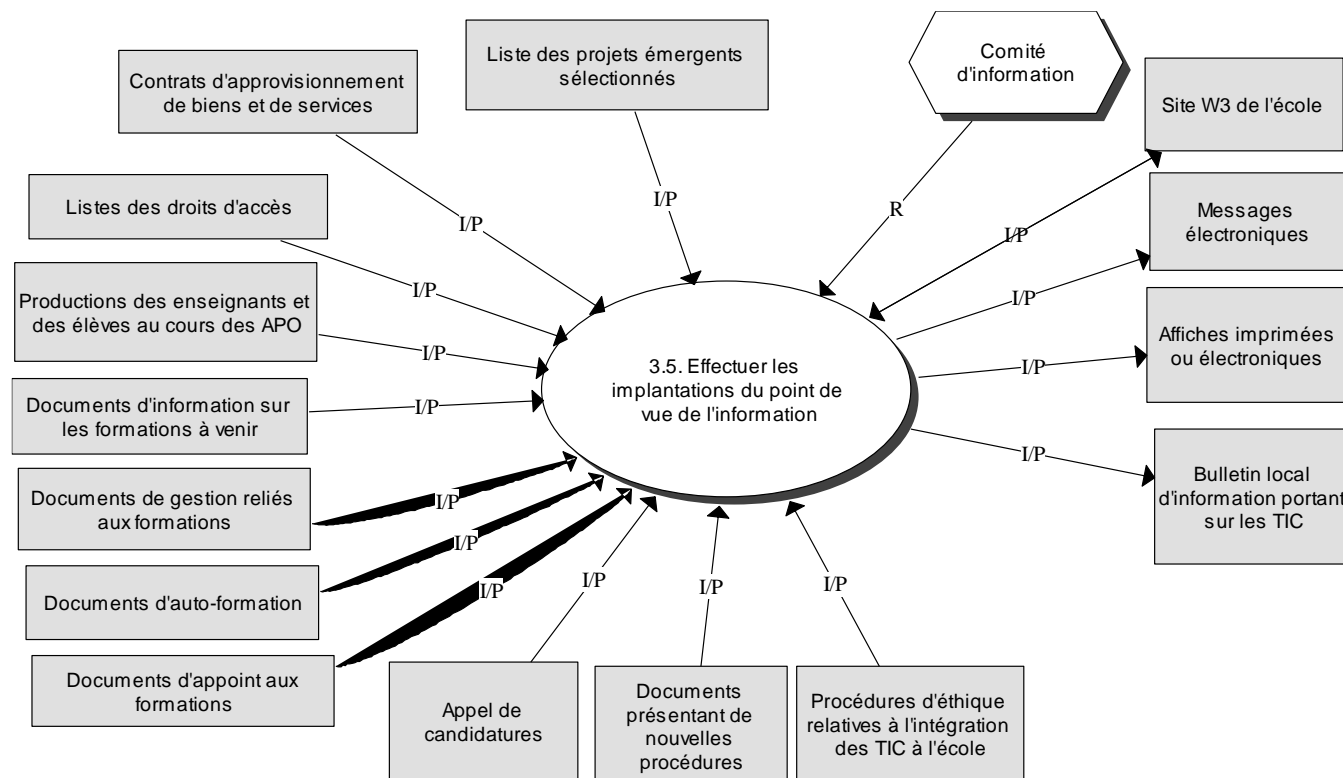 Liste des projets émergents
sélectionnés
Comité
d'information
Contrats d'approvisionnement
de biens et de services
Site W3 de l'école
Listes des droits d'accès
I/P
I/P
R
I/P
Messages
électroniques
Productions des enseignants et
des élèves au cours des APO
I/P
I/P
I/P
Affiches imprimées
ou électroniques
3.5. Effectuer les
implantations du point de
vue de l'information
I/P
Documents d'information sur
les formations à venir
I/P
I/P
Bulletin local
d'information portant
sur les TIC
Documents de gestion reliés
aux formations
I/P
I/P
I/P
Documents d'auto-formation
I/P
I/P
I/P
Documents d'appoint aux
formations
Appel de
candidatures
Documents
présentant de
nouvelles
procédures
Procédures d'éthique
relatives à l'intégration
des TIC à l'école